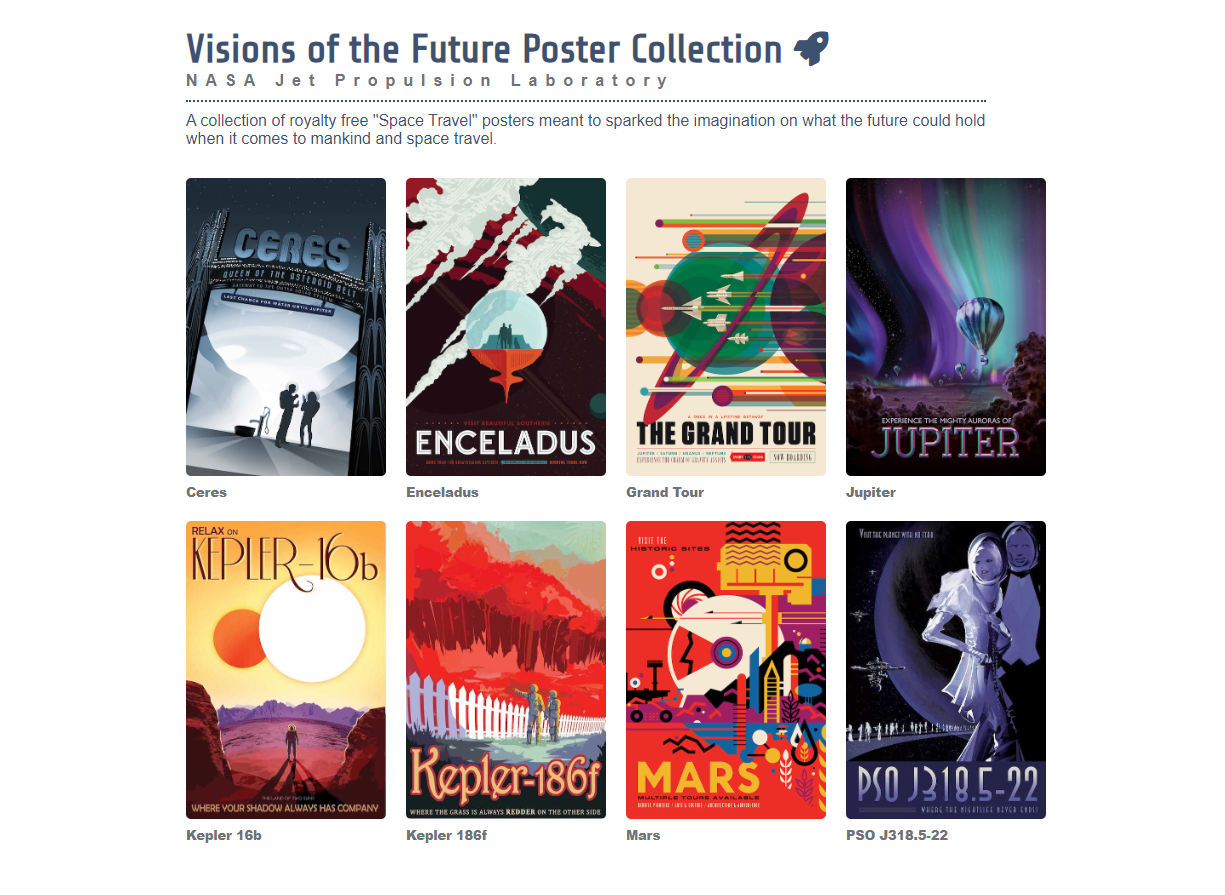 Visions of the Future Poster Collection
NASA Jet Propulsion Laboratory
A collection of royalty free "Space Travel" posters meant to sparked the imagination on what the future could hold
when it comes to mankind and space travel.
CERES
QUEEN OF THE ASTEROID BELT
GATEWAY TO THE OUTER SOLAR SYSTEM
LAST CHANCE FOR WATER UNTIL JUPITER
Ceres
VISIT BEAUTIFUL SOUTHERN
ENCELADUS
Enceladus
A ONCE IN A LIFETIME GETAWAY
THE GRAND TOUR
JUPITER / SATURN / URANUS / NEPTUNE
EXPERIENCE THE CHARM OF GRAVITY ASSISTS
NOW BOARDING
Grand Tour
EXPERIENCE THE MIGHTY AURORAS OF
JUPITER
Jupiter
RELAX ON
KEPLER-16b
THE LAND OF TWO SUNS
WHERE YOUR SHADOW ALWAYS HAS COMPANY
Kepler 16b
Kepler-186f
WHERE THE GRASS IS ALWAYS REDDER ON THE OTHER SIDE
Kepler 186f
VISIT THE
HISTORIC SITES
MARS
MULTIPLE TOURS AVAILABLE
Mars
VISIT THE PLANET WITH NO STAR
PSO J318.5-22
WHERE THE NIGHTLIFE NEVER ENDS!
PSO J318.5-22